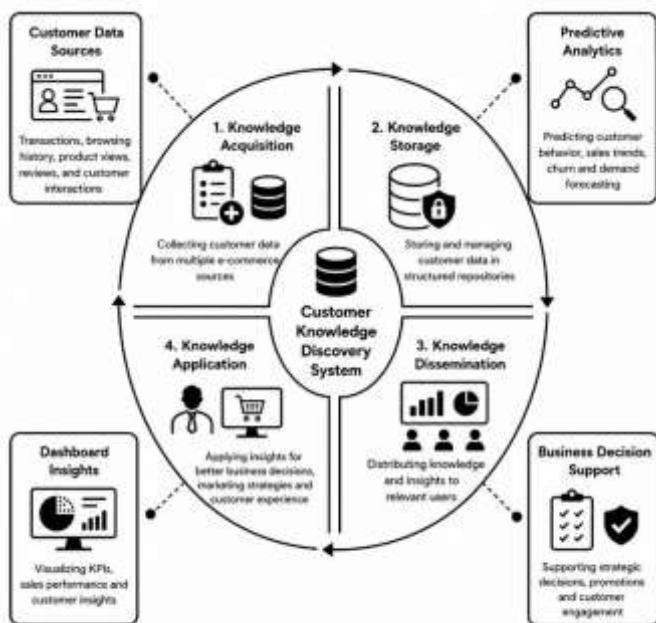 Customer Data
Sources
Transactions, browsing
history, product views,
reviews, and customer
interactions
Predictive
Analytics
Predicting customer
behavior, sales trends,
churn and demand
forecasting
1. Knowledge
Acquisition
Collecting customer data
from multiple e-commerce
sources
2. Knowledge
Storage
Storing and managing
customer data in
structured repositories
Customer
Knowledge
Discovery
System
4. Knowledge
Application
Applying insights for
better business decisions,
marketing strategies and
customer experience
3. Knowledge
Dissemination
Distributing knowledge
and insights to
relevant users
Dashboard
Insights
Visualizing KPIs,
sales performance and
customer insights
Business Decision
Support
Supporting strategic
decisions, promotions
and customer
engagement